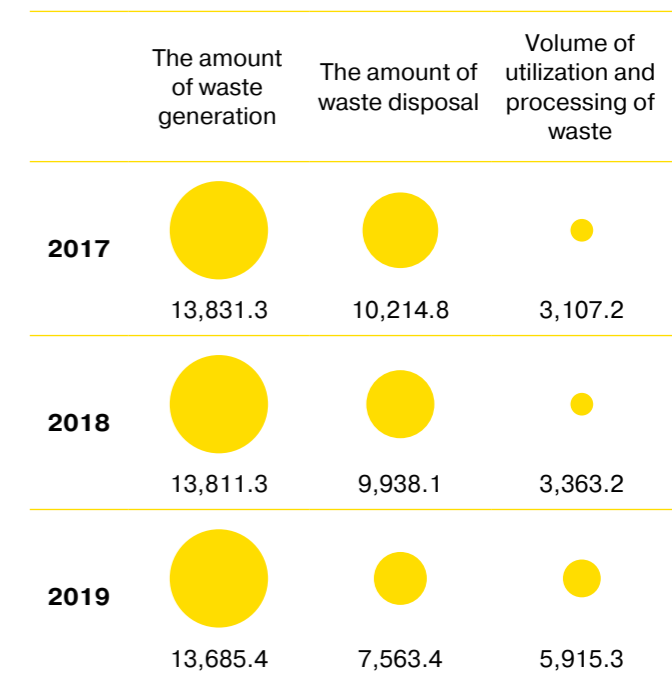 The amount
of waste
generation
The amount of
waste disposal
Volume of
utilization and
processing of
waste
2017
13,831.3
10,214.8
3,107.2
2018
13,811.3
9,938.1
3,363.2
2019
13,685.4
7,563.4
5,915.3